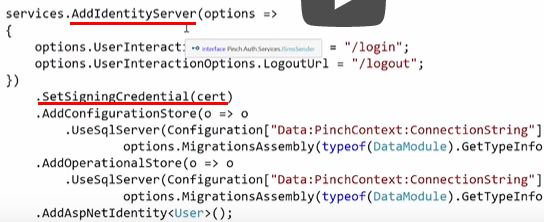 services.AddIdentityServer(options =>
{
options.UserInteract = "/login";
interface Pinch.Auth.Services.ISmsSender
options.UserInteractionOptions.LogoutUrl = "/logout";
})
.SetSigningCredential(cert)
.AddConfigurationStore(o => o
.UseSqlServer(Configuration["Data:PinchContext:ConnectionString"]
options.MigrationsAssembly(typeof(DataModule).GetTypeInfo
.AddOperationalStore(o => o
.UseSqlServer(Configuration["Data:PinchContext:ConnectionString"]
options.MigrationsAssembly(typeof(DataModule).GetTypeInfo
.AddAspNetIdentity<User>();